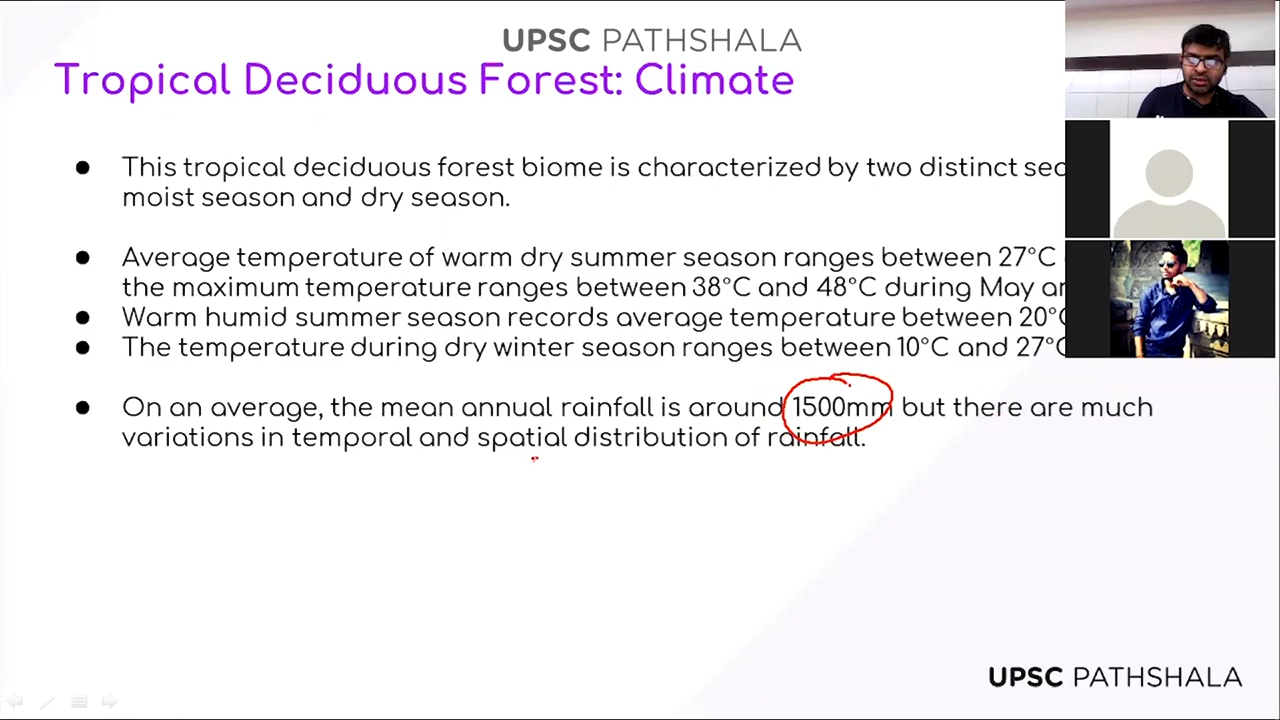 UPSC PATHSHALA
Tropical Deciduous Forest: Climate
● This tropical deciduous forest biome is characterized by two distinct
moist season and dry season.
● Average temperature of warm dry summer season ranges between 27°C
the maximum temperature ranges between 38°C and 48°C during May
● Warm humid summer season records average temperature between 20°C
● The temperature during dry winter season ranges between 10°C and 27°C
● On an average, the mean annual rainfall is around 1500mm but there are much
variations in temporal and spatial distribution of rainfall.
UPSC PATHSHALA